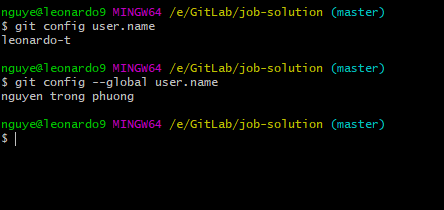 nguye@leonardo9 MINGW64 /e/GitLab/job-solution (master)
$ git config user.name
leonardo-t
nguye@leonardo9 MINGW64 /e/GitLab/job-solution (master)
$ git config --global user.name
nguyen trong phuong
nguye@leonardo9 MINGW64 /e/GitLab/job-solution (master)
$